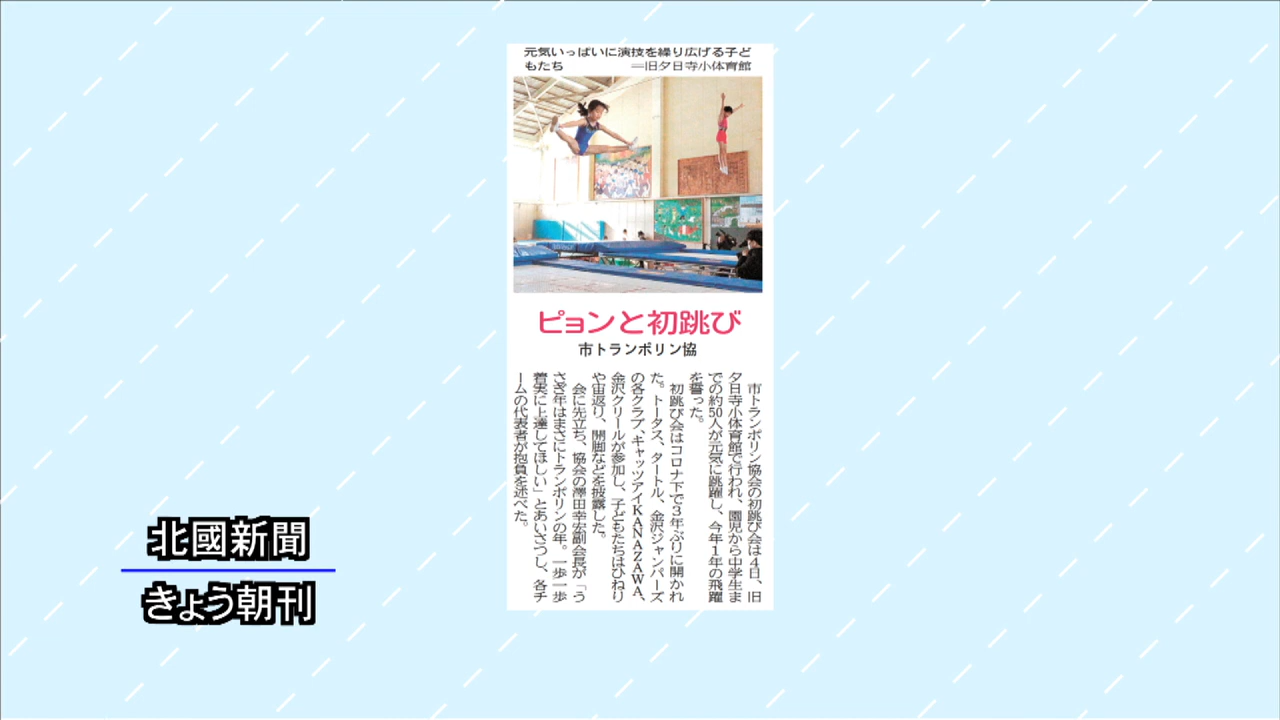 元気いっぱいに演技を繰り広げる子ど
もたち　＝旧夕日寺小体育館
ピョンと初跳び
市トランポリン協
市トランポリン協会の初跳び会は４日、旧
夕日寺小体育館で行われ、園児から中学生ま
での約50人が元気に跳躍し、今年１年の飛躍
を誓った。
初跳び会はコロナ下で３年ぶりに開かれ
た。トータス、タートル、金沢ジャンパーズ
の各クラブ、キャッツアイＫＡＮＡＺＡＷＡ、
金沢クリールが参加し、子どもたちはひねり
や宙返り、開脚などを披露した。
会に先立ち、協会の澤田幸宏副会長が「う
さぎ年はまさにトランポリンの年。一歩一歩
着実に上達してほしい」とあいさつし、各チ
ームの代表者が抱負を述べた。
北國新聞
きょう朝刊